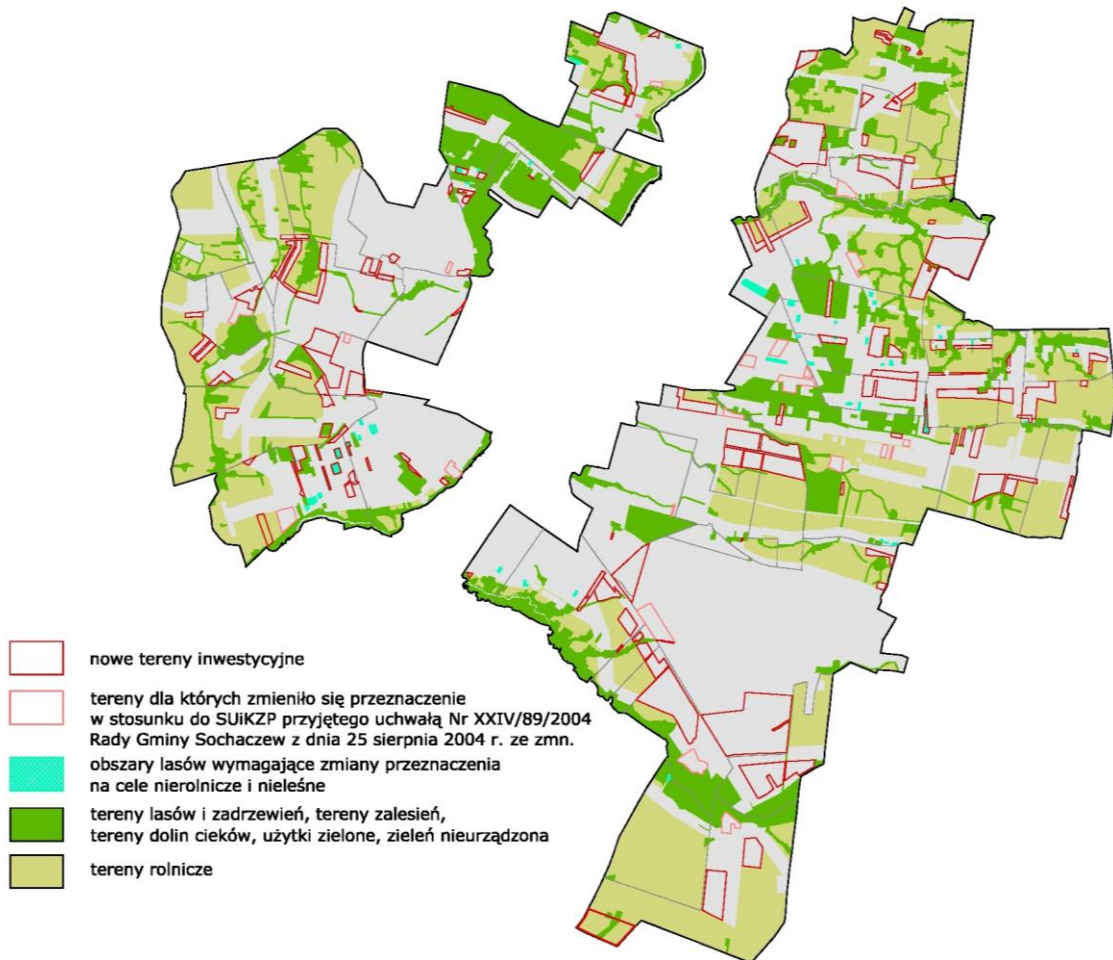 nowe tereny inwestycyjne
tereny dla których zmieniło się przeznaczenie
w stosunku do SUiKZP przyjętego uchwałą Nr XXIV/89/2004
Rady Gminy Sochaczew z dnia 25 sierpnia 2004 r. ze zmn.
obszary lasów wymagające zmiany przeznaczenia
na cele nierolnicze i nieleśne
tereny lasów i zadrzewień, tereny zalesień,
tereny dolin cieków, użytki zielone, zieleń nieurządzona
tereny rolnicze